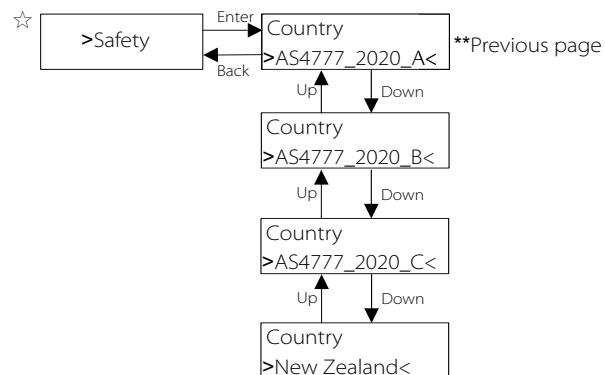 ☆
>Safety
Enter
Back
Country
>AS4777_2020_A<
**Previous page
Up
Down
Country
>AS4777_2020_B<
Up
Down
Country
>AS4777_2020_C<
Up
Down
Country
>New Zealand<